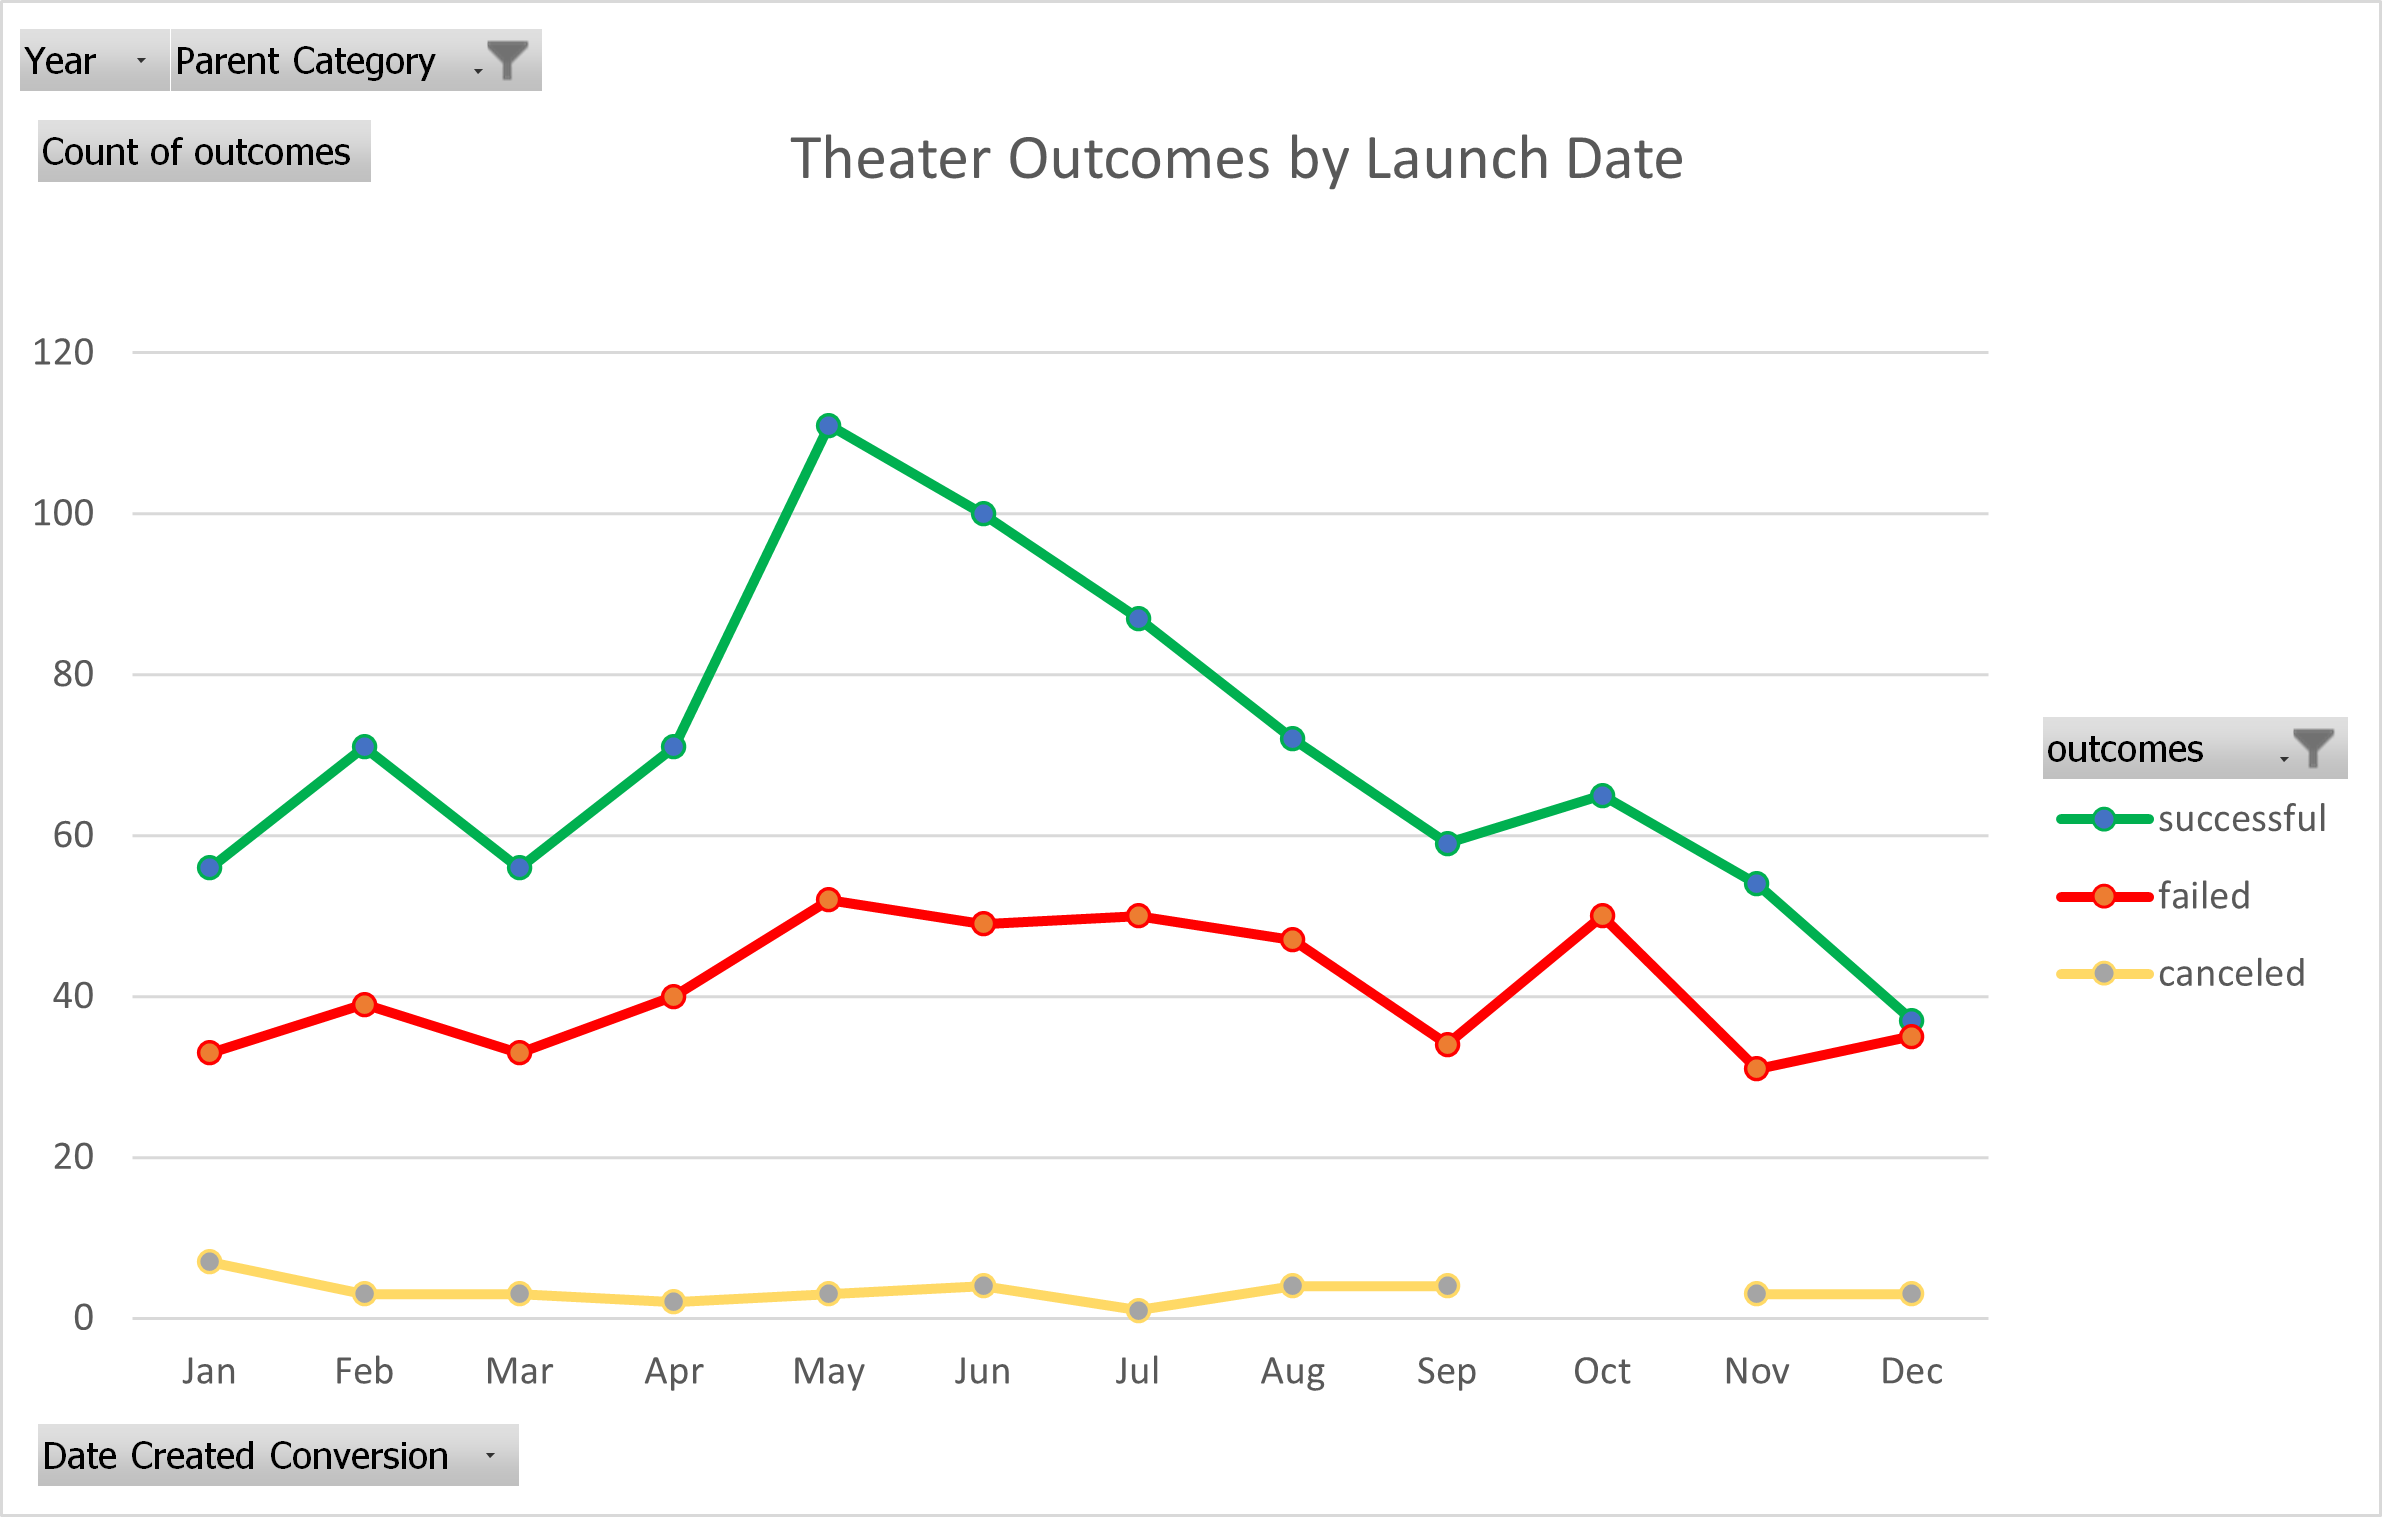 Year Parent Category
Count of outcomes
Theater Outcomes by Launch Date
120
100
80
60
40
20
0
Jan Feb Mar Apr May Jun Jul Aug Sep Oct Nov Dec
outcomes
successful
failed
canceled
Date Created Conversion